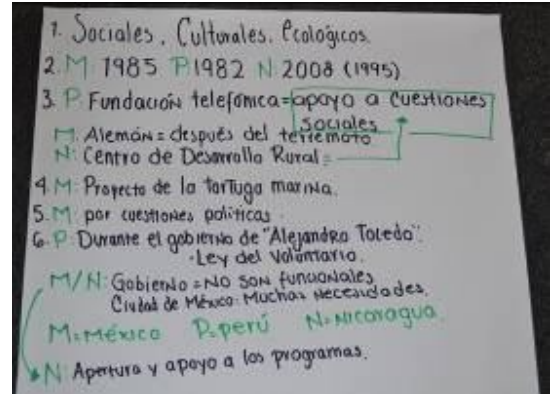 1. Sociales, Culturales, Ecológicos.
2. M: 1985 P: 1982 N: 2008 (1995)
3. P: Fundación telefónica = apoyo a cuestiones
sociales
M: Alemán = después del terremoto
N: Centro de Desarrollo Rural =
4. M: Proyecto de la tortuga marina.
5. M: por cuestiones políticas.
6. P: Durante el gobierno de "Alejandro Toledo".
·Ley del Voluntario.
M/N: Gobierno = No son funcionales
Ciudad de México: Muchas necesidades.
M=México P=perú N=Nicaragua.
N: Apertura y apoyo a los programas.